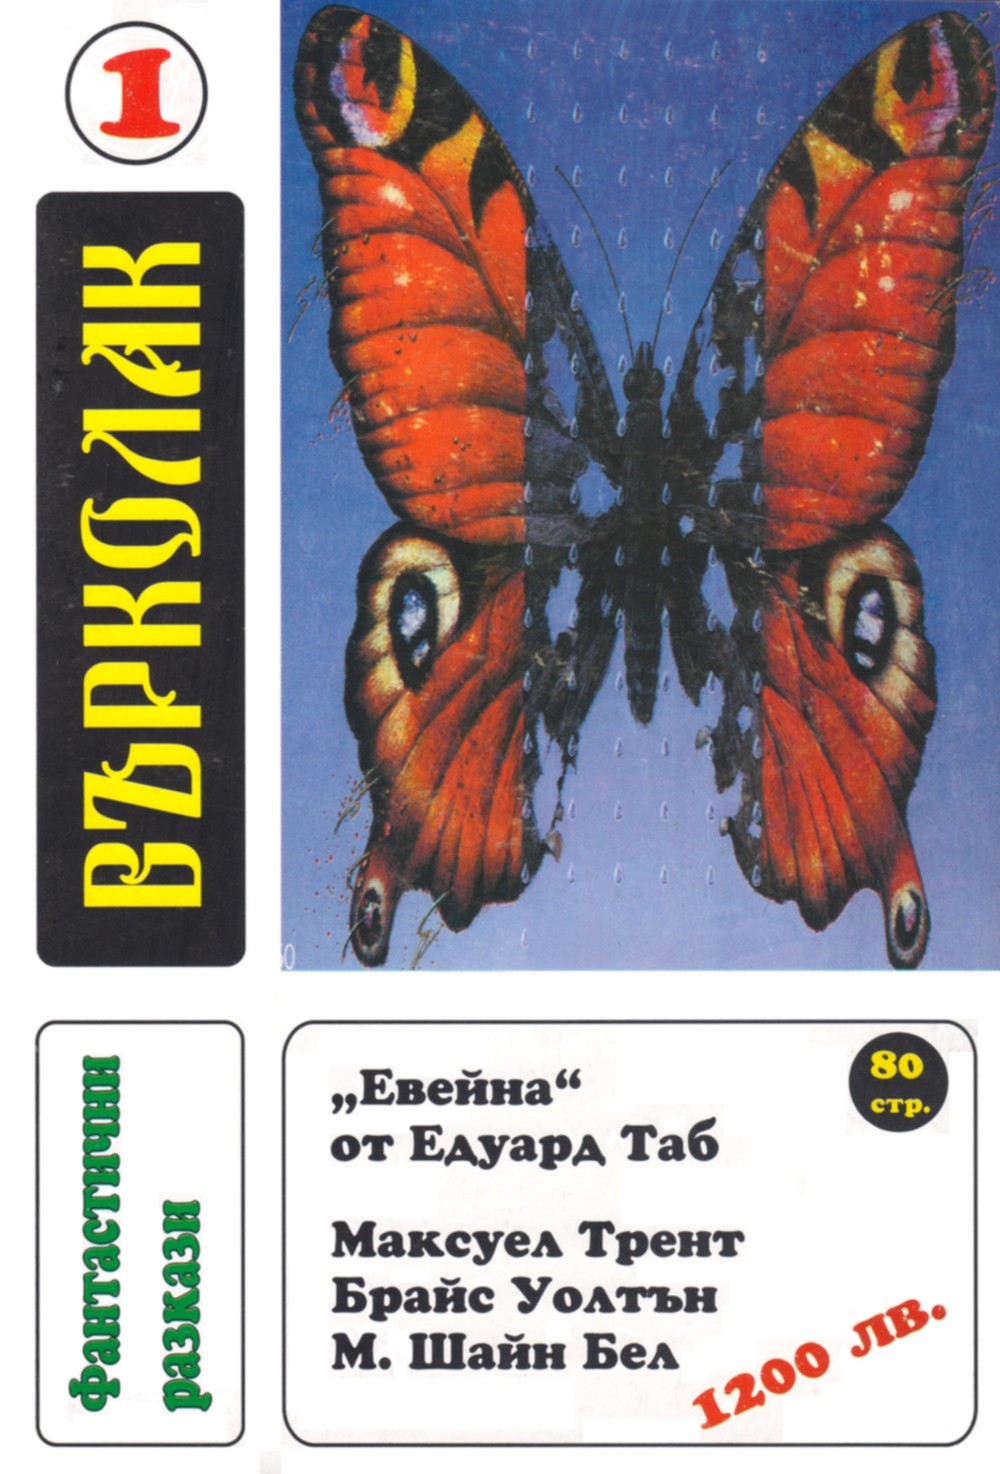 1
ВЪРКОЛАК
Фантастични
разкази
„Евейна“
от Едуард Таб
80
стр.
Максуел Трент
Брайс Уолтън
М. Шайн Бел
1200 лв.